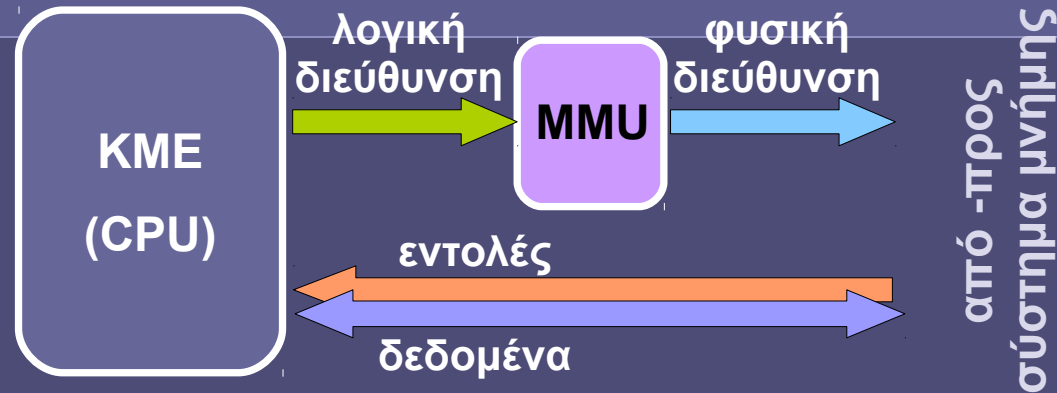 ΚΜΕ
(CPU)
λογική
διεύθυνση
MMU
φυσική
διεύθυνση
εντολές
δεδομένα
από -προς
σύστημα μνήμης